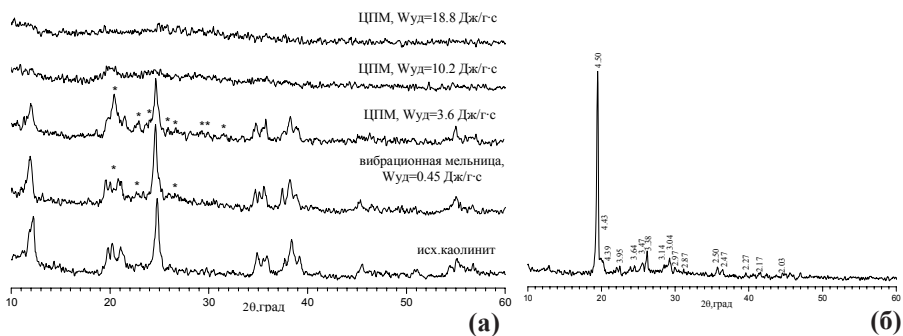 ЦПМ, Wуд=18.8 Дж/г·с
ЦПМ, Wуд=10.2 Дж/г·с
ЦПМ, Wуд=3.6 Дж/г·с
вибрационная мельница,
Wуд=0.45 Дж/г·с
исх.каолинит
* * * * * * ** *
* * *
10 20 30 40 50 60
2θ,град
(а)
4.50
4.43
4.39
3.95
3.64
3.47
3.38
3.14
3.04
2.97
2.87
2.50
2.47
2.27
2.17
2.03
10 20 30 40 50 60
2θ,град
(б)